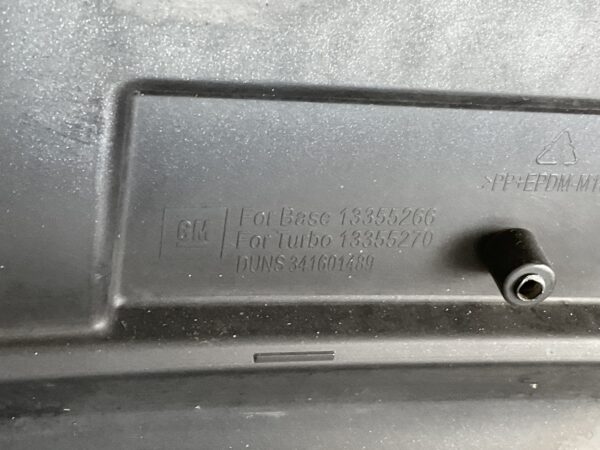 GM
For Base 13355266
For Turbo 13355270
DUNS 341601489
>PP+EPDM-M1